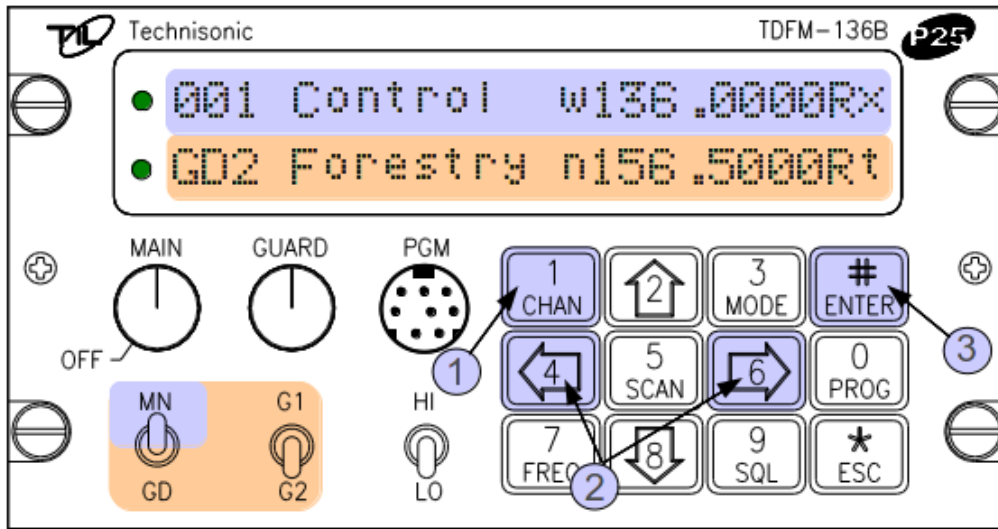 TiL Technisonic TDFM-136B P25
001 Control w136.0000Rx
GD2 Forestry n156.5000Rt
MAIN GUARD PGM
OFF
1 CHAN 2 3 MODE # ENTER
1 3
4 5 SCAN 6 0 PROG
MN G1 HI
7 FREQ 8 9 SQL * ESC
2
GD G2 LO